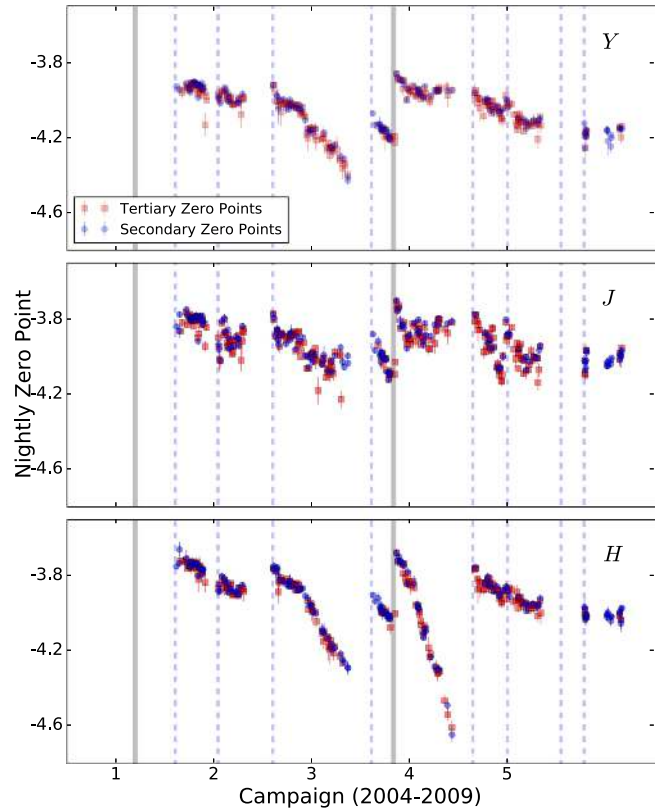 Y
-3.8
-4.2
-4.6
Tertiary Zero Points
Secondary Zero Points
J
-3.8
-4.2
-4.6
Nightly Zero Point
H
-3.8
-4.2
-4.6
1 2 3 4 5
Campaign (2004-2009)